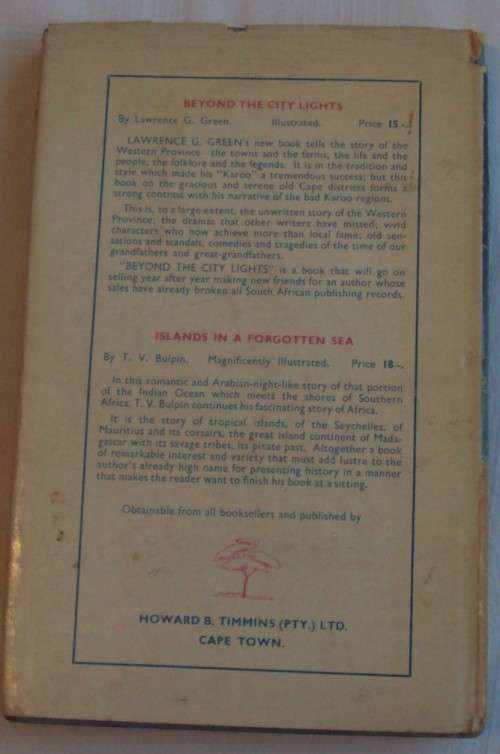 BEYOND THE CITY LIGHTS
By Lawrence G. Green. Illustrated. Price 15.-.
LAWRENCE G. GREEN's new book tells the story of the
Western Province the towns and the farms, the life and the
people, the folklore and the legends. It is in the tradition and
style which made his "Karoo" a tremendous success; but this
book on the gracious and serene old Cape districts forms a
strong contrast with his narrative of the bad Karoo regions.
This is, to a large extent, the unwritten story of the Western
Province; the dramas that other writers have missed; vivid
characters who now achieve more than local fame; old sen-
sations and scandals, comedies and tragedies of the time of our
grandfathers and great-grandfathers.
"BEYOND THE CITY LIGHTS" is a book that will go on
selling year after year making new friends for an author whose
sales have already broken all South African publishing records.
ISLANDS IN A FORGOTTEN SEA
By T. V. Bulpin. Magnificently Illustrated. Price 18-.
In this romantic and Arabian-night-like story of that portion
of the Indian Ocean which meets the shores of Southern
Africa, T. V. Bulpin continues his fascinating story of Africa.
It is the story of tropical islands, of the Seychelles, of
Mauritius and its corsairs, the great island continent of Mada-
gascar with its savage tribes, its pirate past. Altogether a book
of remarkable interest and variety that must add lustre to the
author's already high name for presenting history in a manner
that makes the reader want to finish his book at a sitting.
Obtainable from all booksellers and published by
HOWARD B. TIMMINS (PTY.) LTD.
CAPE TOWN.